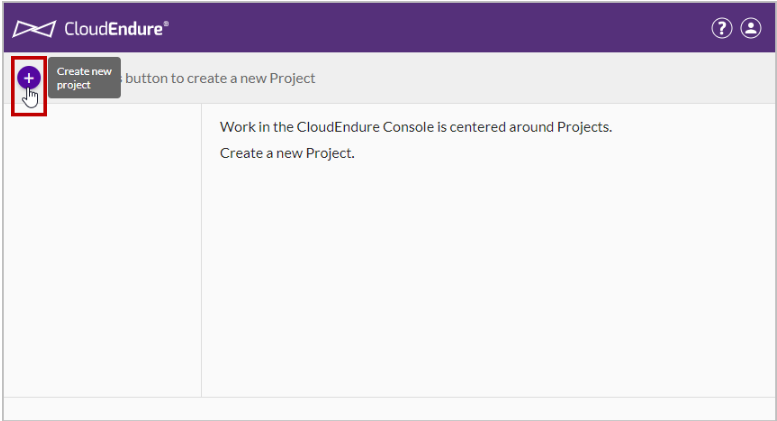 CloudEndure®
?
Create new
project
s button to create a new Project
Work in the CloudEndure Console is centered around Projects.
Create a new Project.